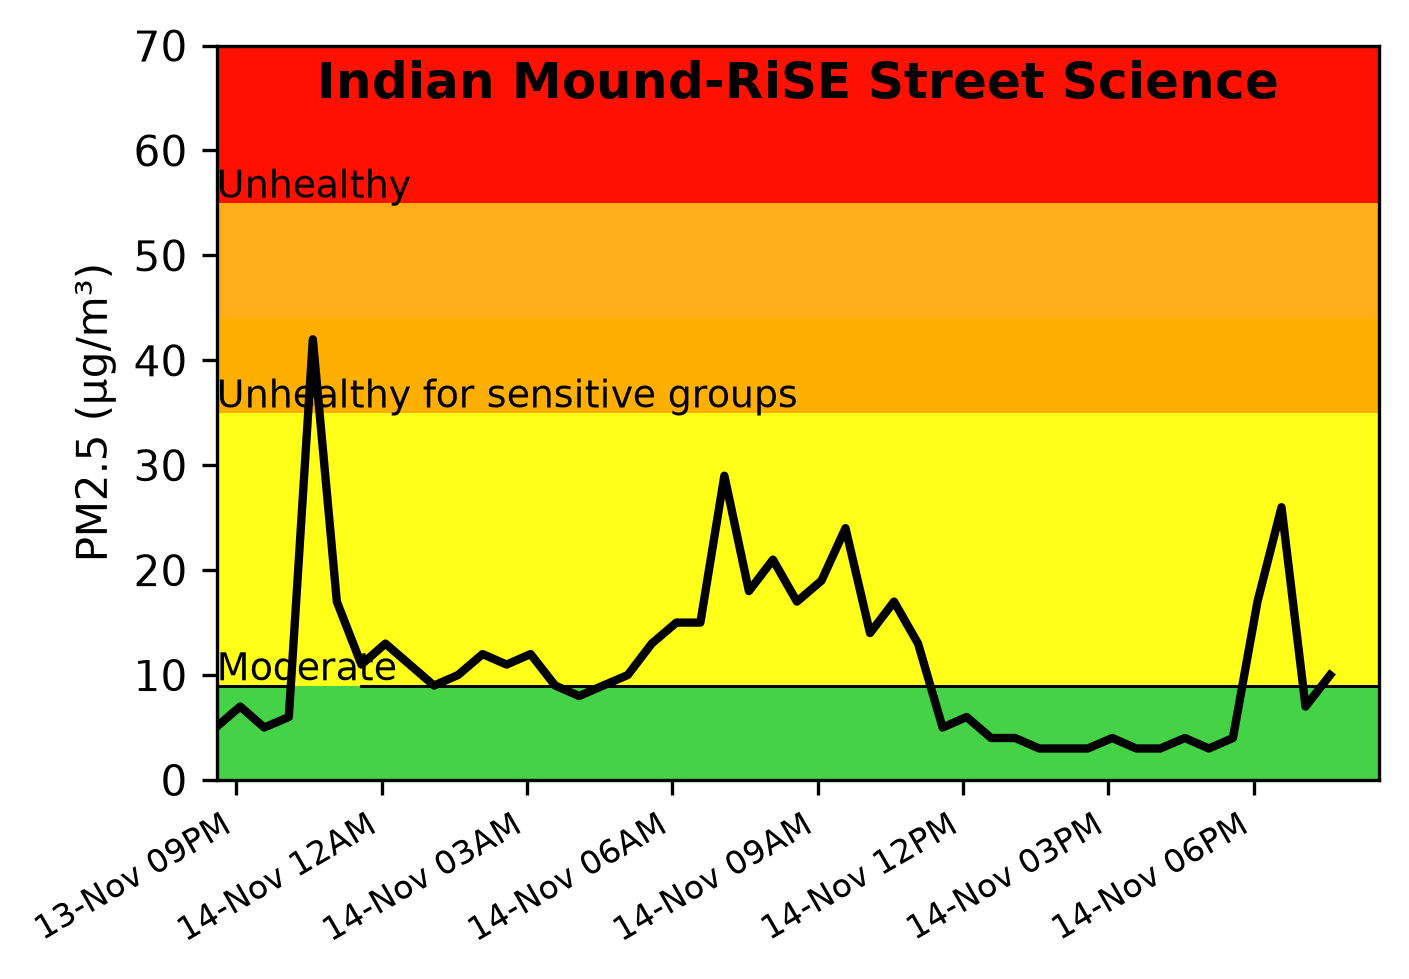 Indian Mound-RiSE Street Science
70
60
Unhealthy
50
40
Unhealthy for sensitive groups
30
20
Moderate
10
0
PM2.5 (µg/m³)
13-Nov 09PM
14-Nov 12AM
14-Nov 03AM
14-Nov 06AM
14-Nov 09AM
14-Nov 12PM
14-Nov 03PM
14-Nov 06PM